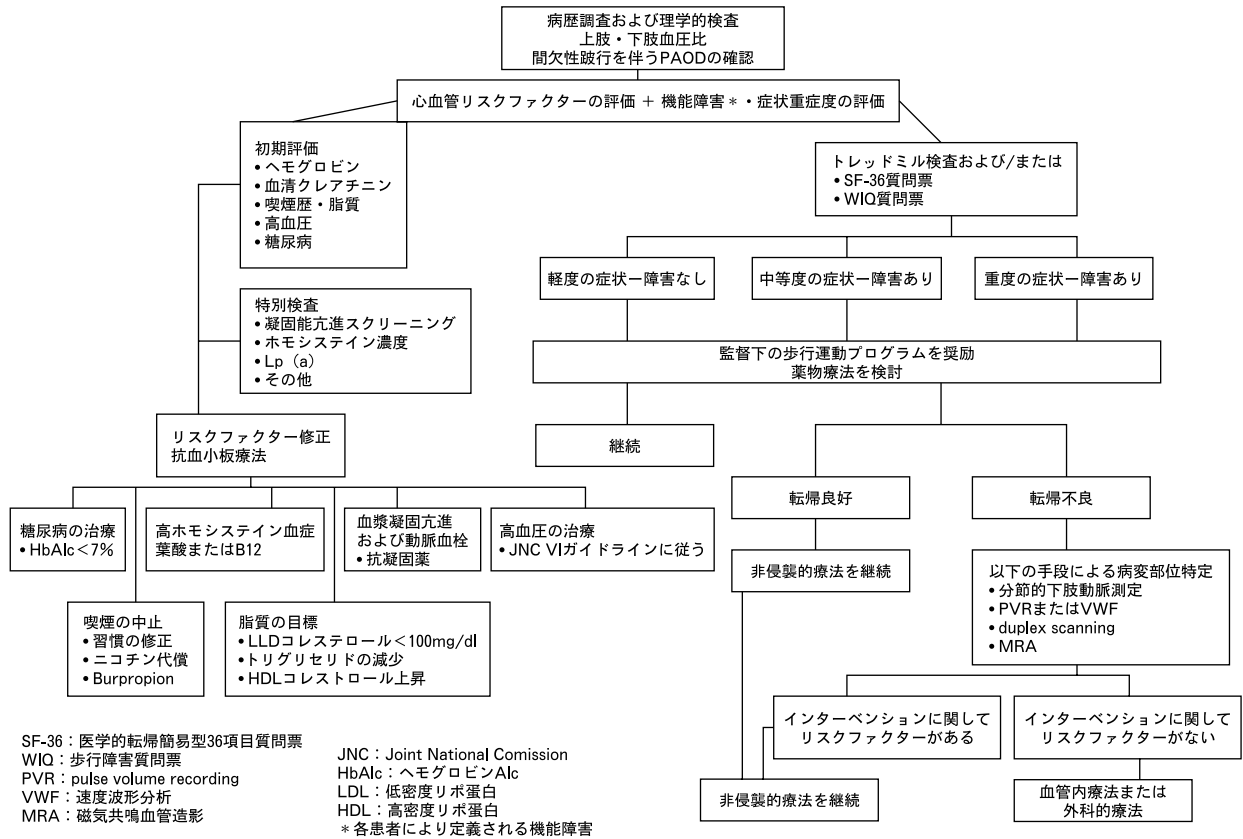 病歴調査および理学的検査
上肢・下肢血圧比
間欠性跛行を伴うPAODの確認
心血管リスクファクターの評価 + 機能障害＊・症状重症度の評価
初期評価
• ヘモグロビン
• 血清クレアチニン
• 喫煙歴・脂質
• 高血圧
• 糖尿病
トレッドミル検査および/または
• SF-36質問票
• WIQ質問票
軽度の症状ー障害なし
中等度の症状ー障害あり
重度の症状ー障害あり
特別検査
• 凝固能亢進スクリーニング
• ホモシステイン濃度
• Lp（a）
• その他
監督下の歩行運動プログラムを奨励
薬物療法を検討
リスクファクター修正
抗血小板療法
継続
転帰良好
転帰不良
糖尿病の治療
• HbAlc＜7%
高ホモシステイン血症
葉酸またはB12
血漿凝固亢進
および動脈血栓
• 抗凝固薬
高血圧の治療
• JNC VIガイドラインに従う
非侵襲的療法を継続
以下の手段による病変部位特定
• 分節的下肢動脈測定
• PVRまたはVWF
• duplex scanning
• MRA
喫煙の中止
• 習慣の修正
• ニコチン代償
• Burpropion
脂質の目標
• LLDコレステロール＜100mg/dl
• トリグリセリドの減少
• HDLコレストロール上昇
インターベンションに関して
リスクファクターがある
インターベンションに関して
リスクファクターがない
非侵襲的療法を継続
血管内療法または
外科的療法
SF-36：医学的転帰簡易型36項目質問票
WIQ：歩行障害質問票
PVR：pulse volume recording
VWF：速度波形分析
MRA：磁気共鳴血管造影
JNC：Joint National Comission
HbAlc：ヘモグロビンAlc
LDL：低密度リポ蛋白
HDL：高密度リポ蛋白
＊各患者により定義される機能障害